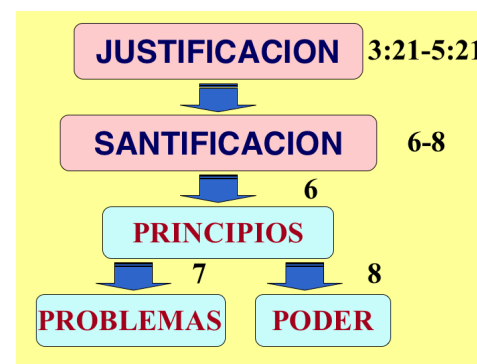 JUSTIFICACION 3:21-5:21
SANTIFICACION 6-8
6
PRINCIPIOS
7 8
PROBLEMAS PODER